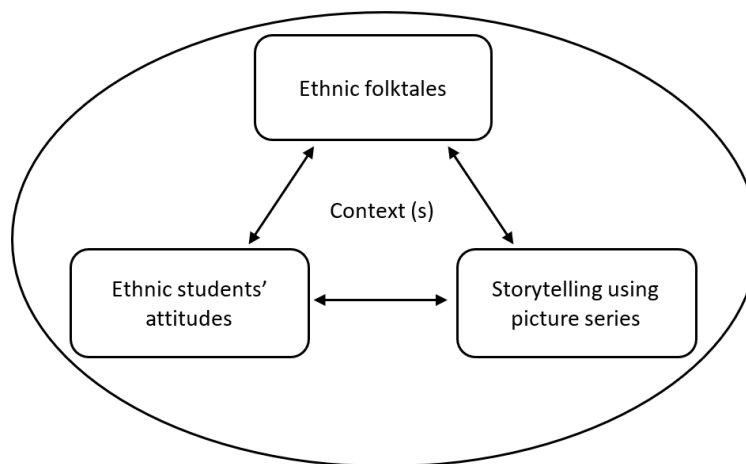 Ethnic folktales
Context (s)
Ethnic students’
attitudes
Storytelling using
picture series